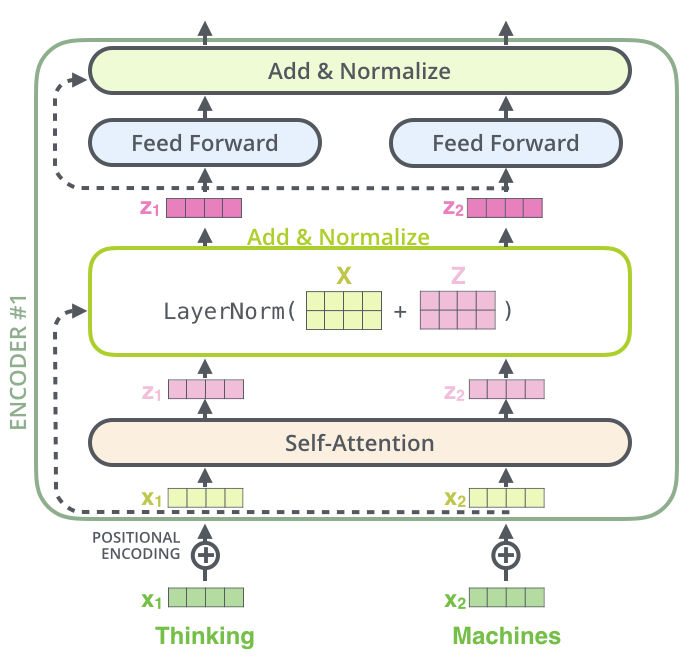 Add & Normalize
Feed Forward
Feed Forward
z1
z2
Add & Normalize
X
Z
LayerNorm( + )
z1
z2
Self-Attention
x1
x2
ENCODER #1
POSITIONAL
ENCODING
x1
x2
Thinking
Machines